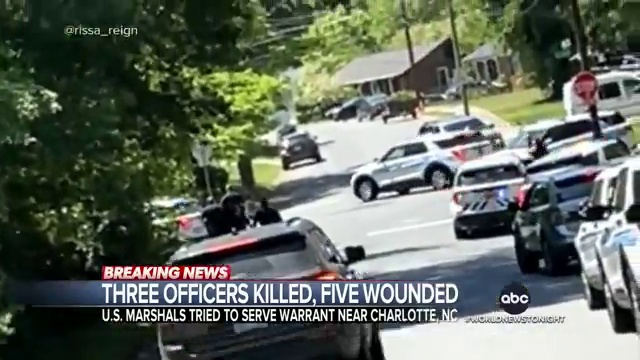 @rissa_reign
BREAKING NEWS
THREE OFFICERS KILLED, FIVE WOUNDED
U.S. MARSHALS TRIED TO SERVE WARRANT NEAR CHARLOTTE, NC
abc
#WORLDNEWSTONIGHT